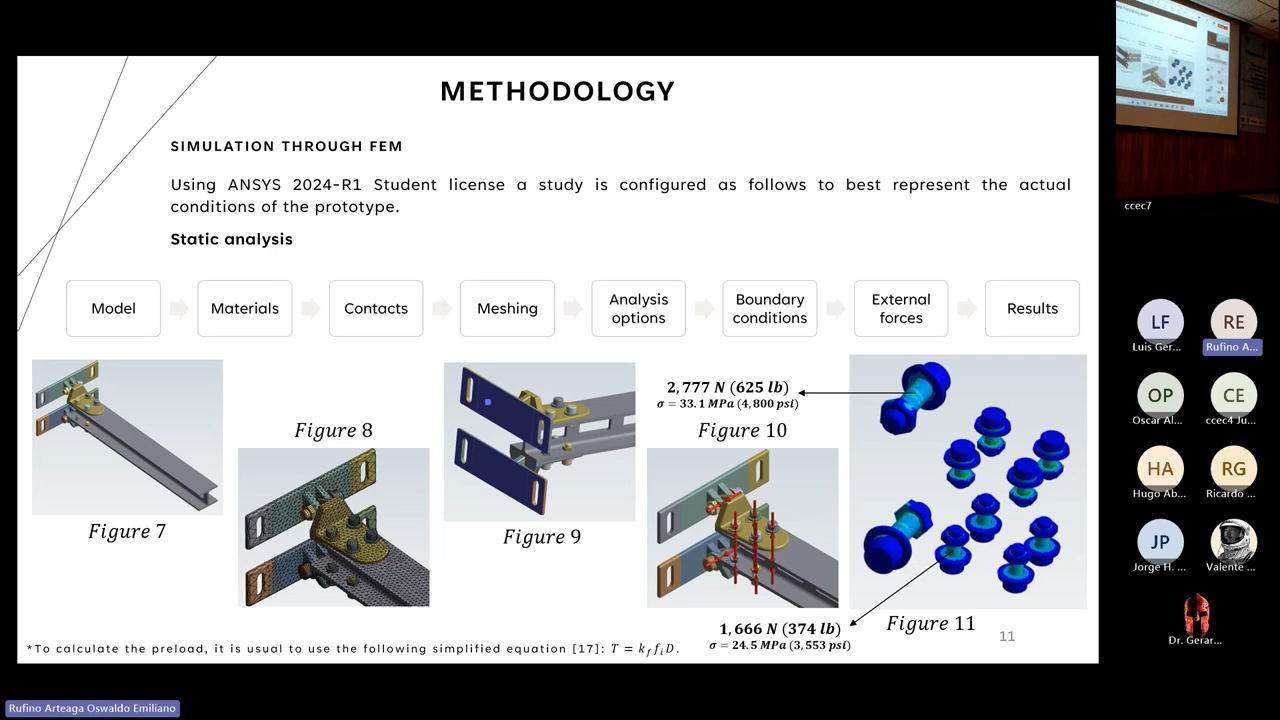 METHODOLOGY
SIMULATION THROUGH FEM
Using ANSYS 2024-R1 Student license a study is configured as follows to best represent the actual
conditions of the prototype.
Static analysis
Model
Materials
Contacts
Meshing
Analysis
options
Boundary
conditions
External
forces
Results
2,777 N (625 lb)
σ = 33.1 MPa (4,800 psi)
Figure 7
Figure 8
Figure 9
Figure 10
Figure 11
1,666 N (374 lb)
σ = 24.5 MPa (3,553 psi)
11
*To calculate the preload, it is usual to use the following simplified equation [17]: T = k_f f_i D.
ccec7
LF
Luis Ger...
RE
Rufino A...
OP
Oscar Al...
CE
ccec4 Ju...
HA
Hugo Ab...
RG
Ricardo ...
JP
Jorge H. ...
Valente ...
Dr. Gerar...
Rufino Arteaga Oswaldo Emiliano